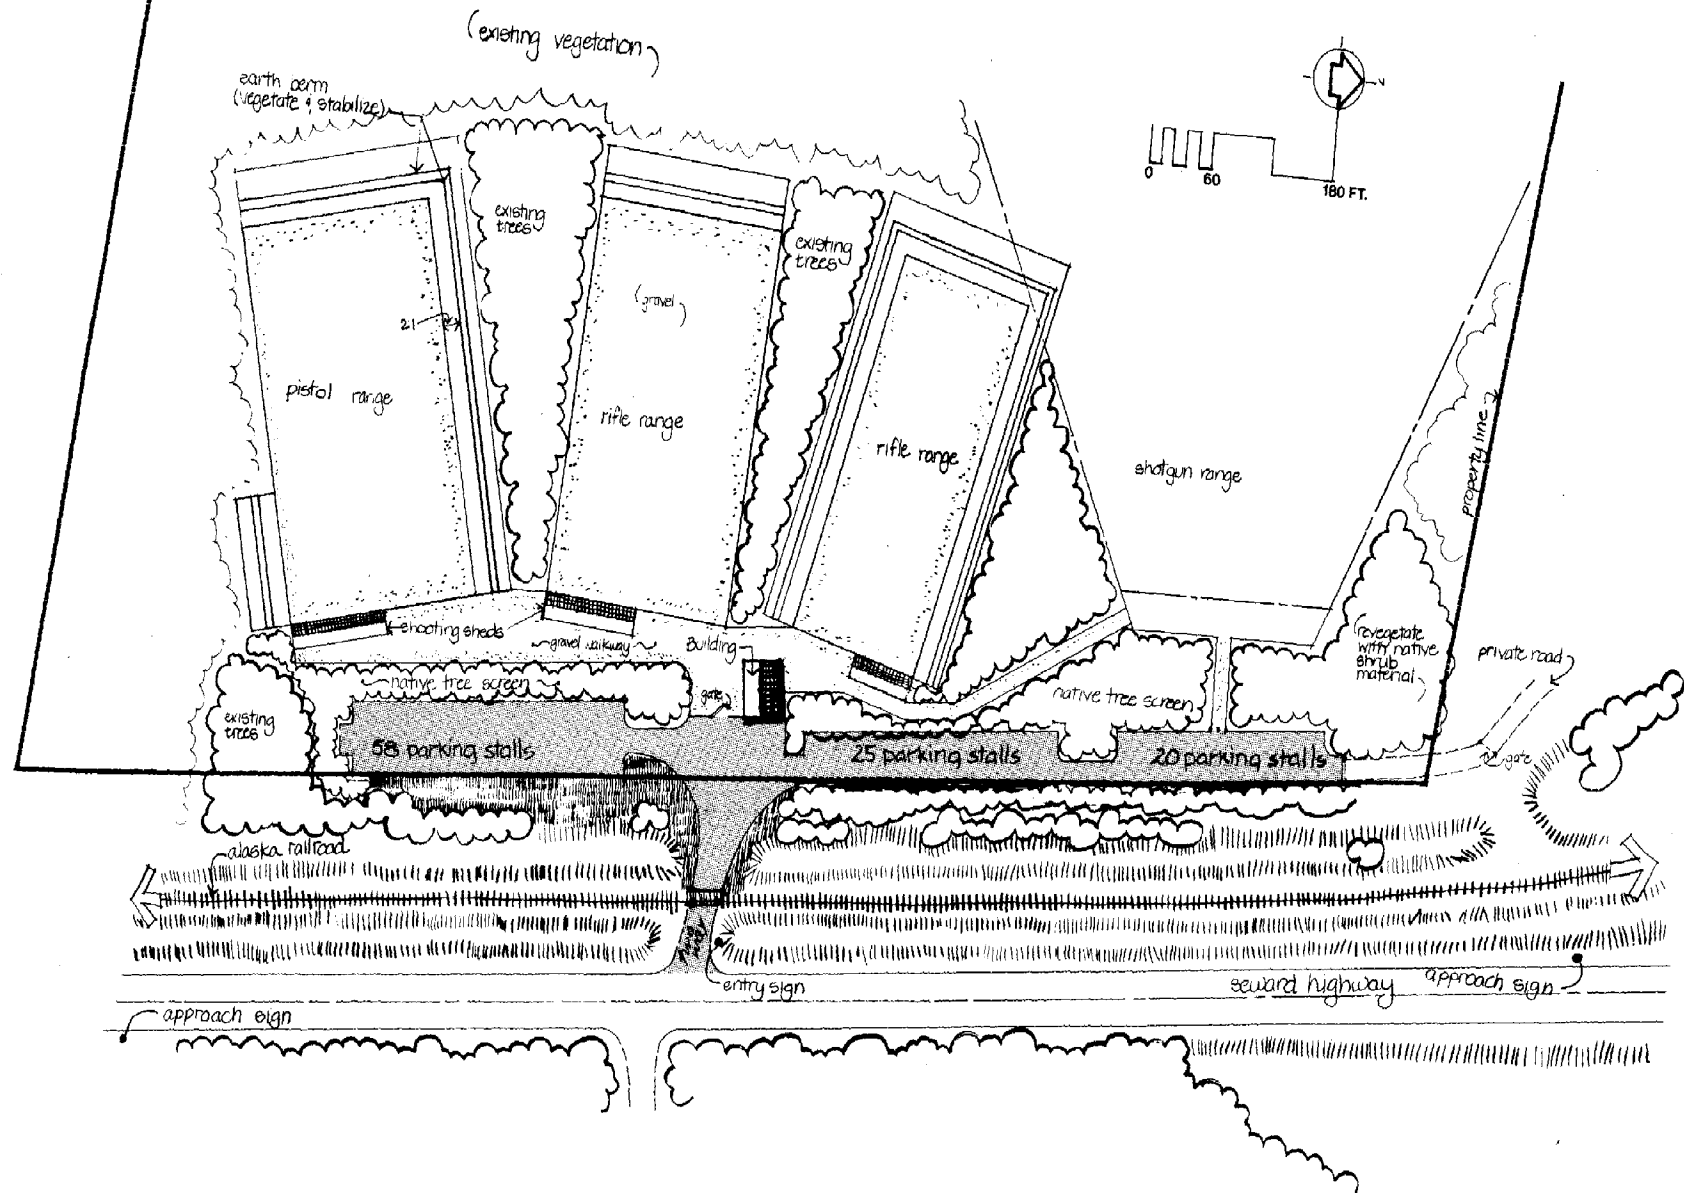 (existing vegetation)
earth berm
(vegetate & stabilize)
N
0
60
180 FT.
existing
trees
existing
trees
(gravel)
21
pistol range
rifle range
rifle range
shotgun range
property line
shooting sheds
gravel walkway
Building
gate
native tree screen
native tree screen
(revegetate
with native
shrub
material)
private road
gate
existing
trees
58 parking stalls
25 parking stalls
20 parking stalls
alaska railroad
entry sign
seward highway
approach sign
approach sign